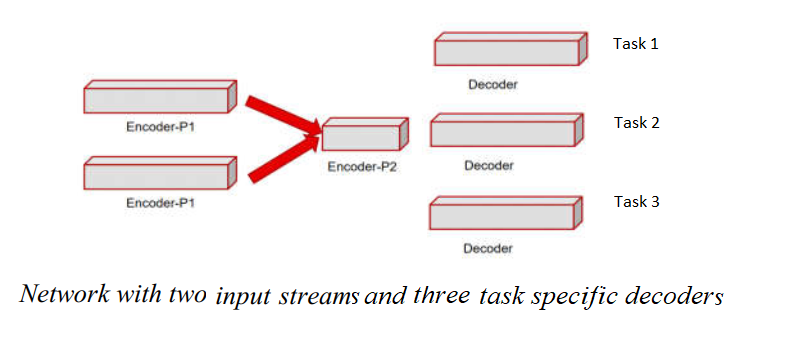 Task 1
Decoder
Encoder-P1
Task 2
Encoder-P2
Decoder
Encoder-P1
Task 3
Decoder
Network with two input streams and three task specific decoders